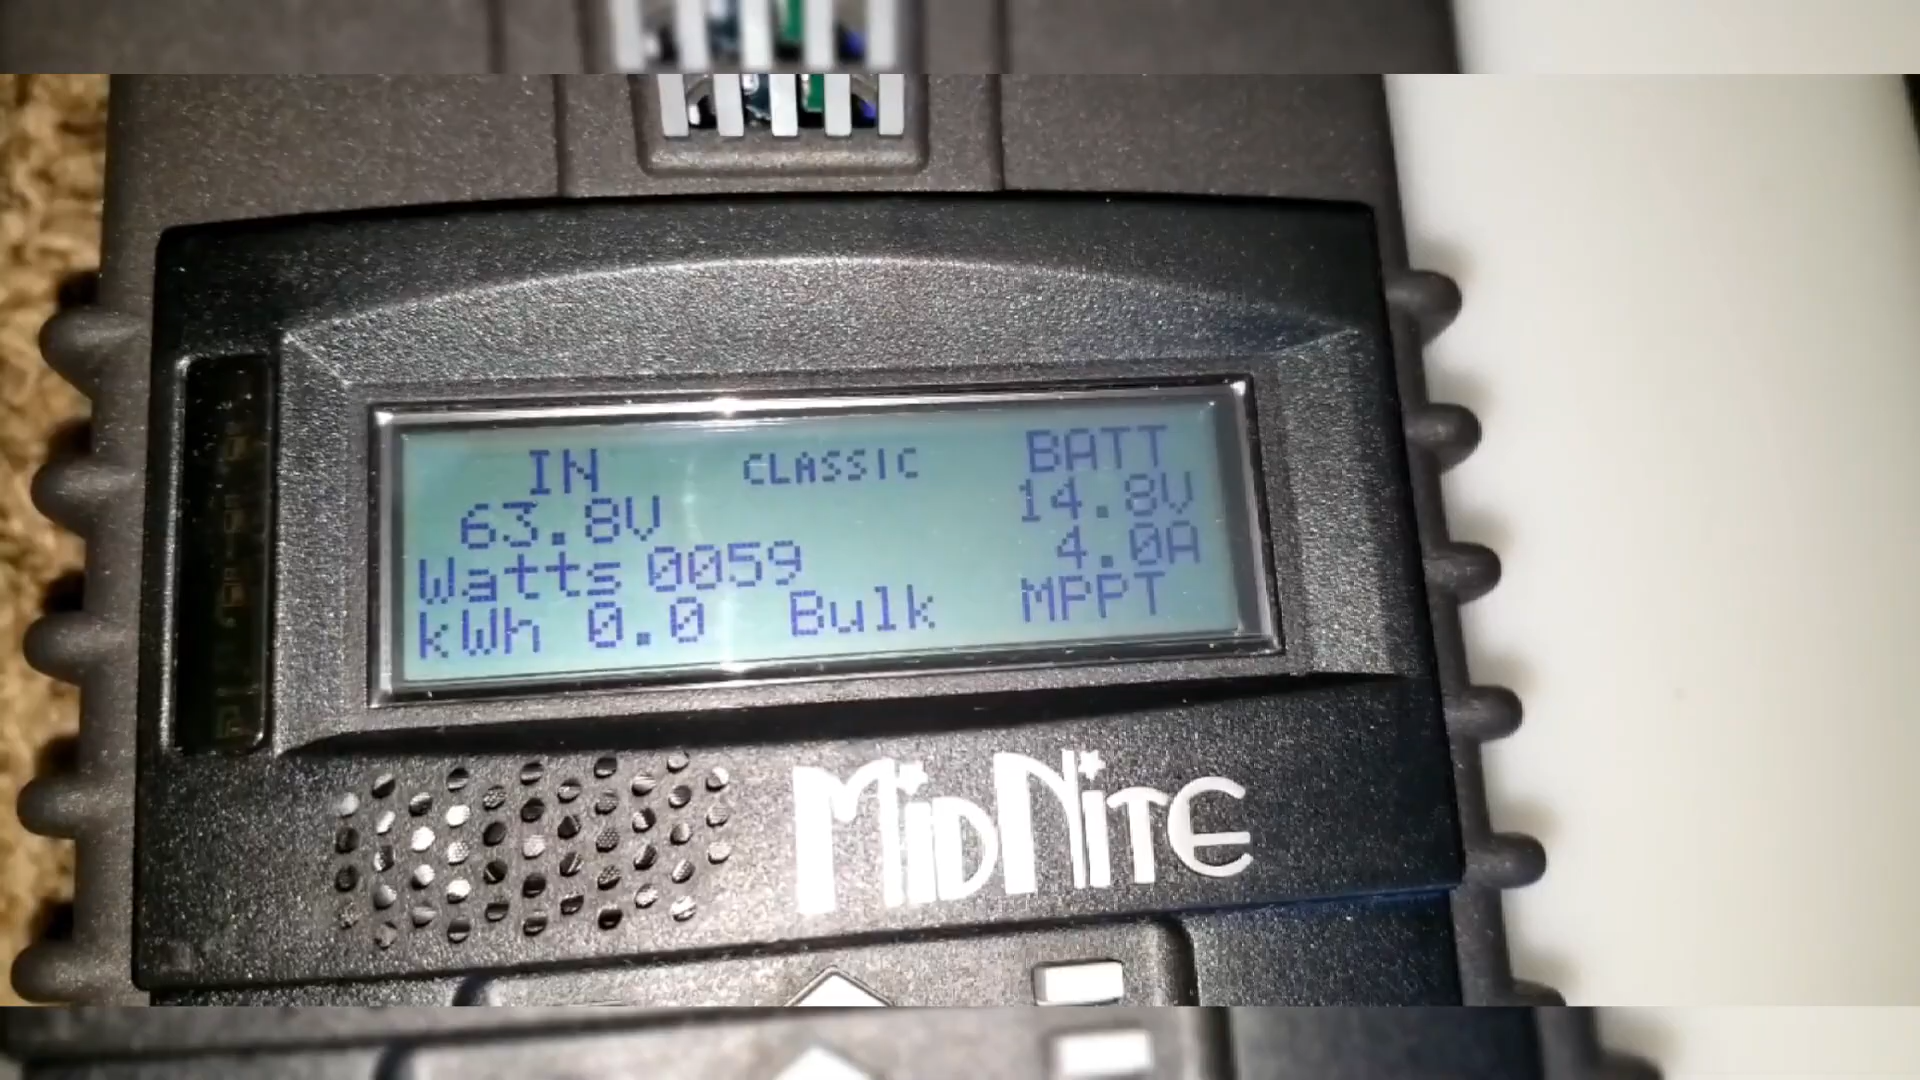 IN CLASSIC BATT
63.8V 14.8V
Watts 0059 4.0A
kWh 0.0 Bulk MPPT
MIDNITE